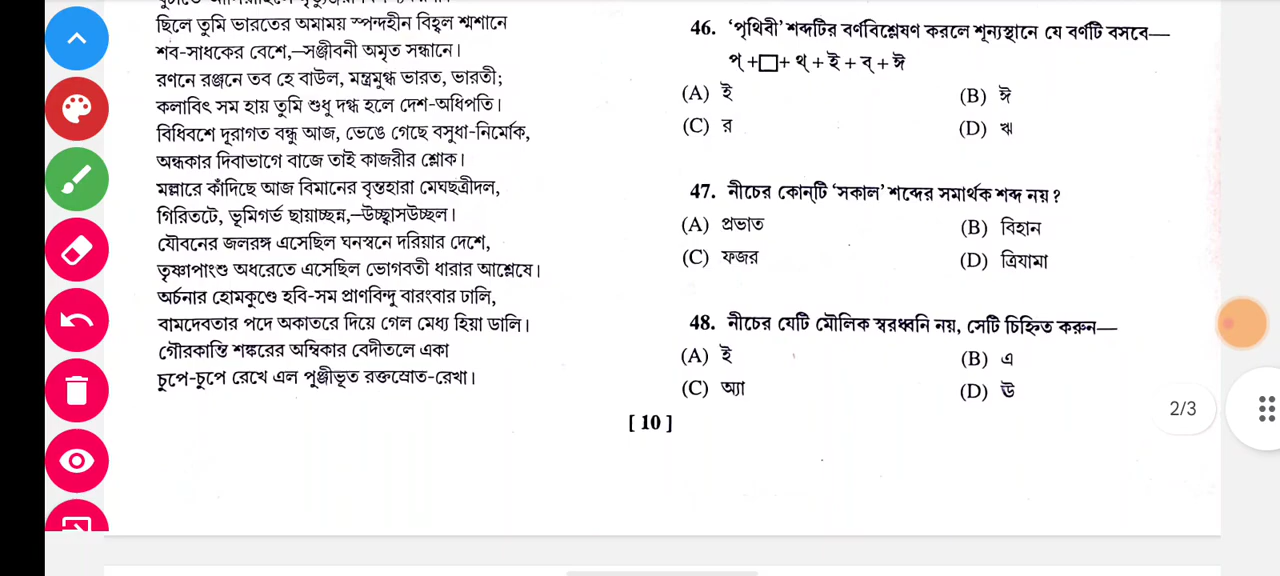 ছিলে তুমি ভারতের অমাময় স্পন্দহীন বিহ্বল শ্মশানে
শব-সাধকের বেশে,—সঞ্জীবনী অমৃত সন্ধানে।
রণনে রঞ্জনে তব হে বাউল, মন্ত্রমুগ্ধ ভারত, ভারতী;
কলাবিৎ সম হায় তুমি শুধু দগ্ধ হলে দেশ-অধিপতি।
বিধিবশে দূরাগত বন্ধু আজ, ভেঙে গেছে বসুধা-নির্মোক,
অন্ধকার দিবাভাগে বাজে তাই কাজরীর শ্লোক।
মল্লারে কাঁদিছে আজ বিমানের বৃন্তহারা মেঘছত্রীদল,
গিরিতটে, ভূমিগর্ভ ছায়াচ্ছন্ন,—উচ্ছ্বাসউচ্ছল।
যৌবনের জলরঙ্গ এসেছিল ঘনস্বনে দরিয়ার দেশে,
তৃষ্ণাপাংশু অধরেতে এসেছিল ভোগবতী ধারার আশ্লেষে।
অর্চনার হোমকুণ্ডে হবি-সম প্রাণবিন্দু বারংবার ঢালি,
বামদেবতার পদে অকাতরে দিয়ে গেল মেধ্য হিয়া ডালি।
গৌরকান্তি শঙ্করের অম্বিকার বেদীতলে একা
চুপে-চুপে রেখে এল পুঞ্জীভূত রক্তস্রোত-রেখা।
46. ‘পৃথিবী’ শব্দটির বর্ণবিশ্লেষণ করলে শূন্যস্থানে যে বর্ণটি বসবে—
প্ +□+ থ্ + ই + ব্ + ঈ
(A) ই
(B) ঈ
(C) র
(D) ঋ
47. নীচের কোন্‌টি ‘সকাল’ শব্দের সমার্থক শব্দ নয় ?
(A) প্রভাত
(B) বিহান
(C) ফজর
(D) ত্রিযামা
48. নীচের যেটি মৌলিক স্বরধ্বনি নয়, সেটি চিহ্নিত করুন—
(A) ই
(B) এ
(C) অ্যা
(D) ঊ
[ 10 ]
2/3